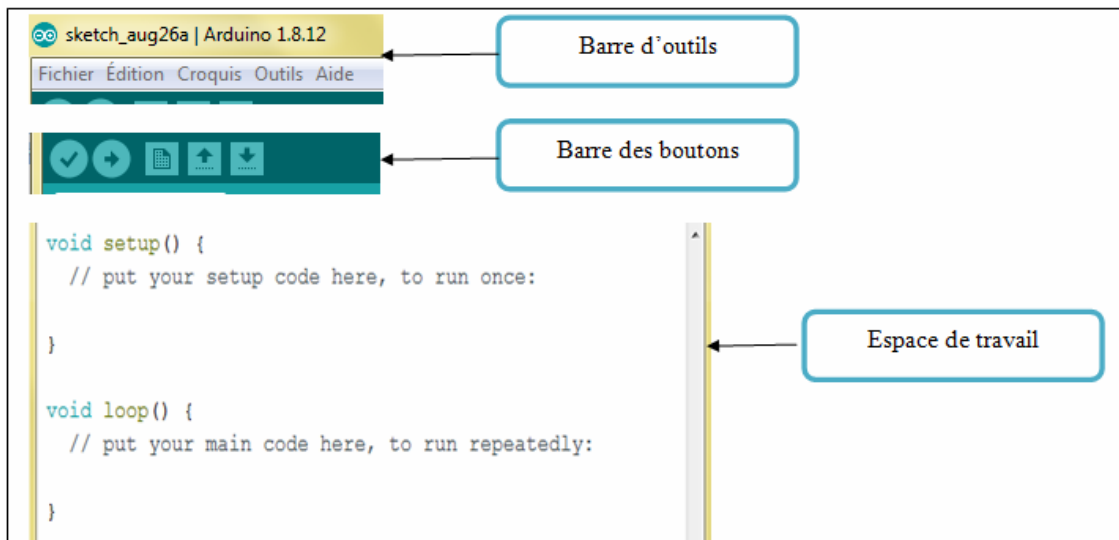 sketch_aug26a | Arduino 1.8.12
Barre d'outils
Fichier Édition Croquis Outils Aide
Barre des boutons
void setup() {
// put your setup code here, to run once:
}
Espace de travail
void loop() {
// put your main code here, to run repeatedly:
}